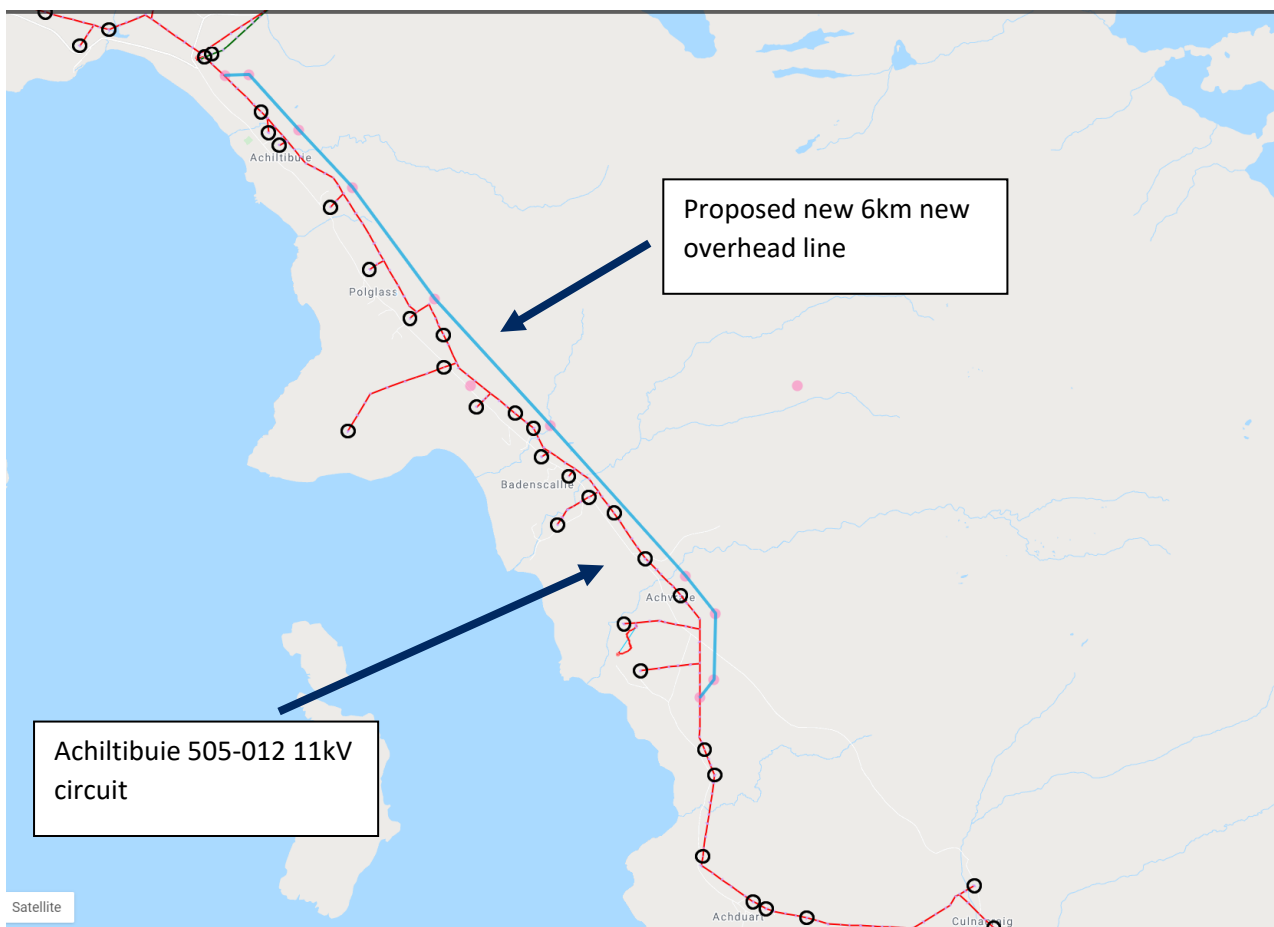 Achiltibuie
Proposed new 6km new
overhead line
Polglass
Badenscallie
Achiltibuie 505-012 11kV
circuit
Satellite
Achduart